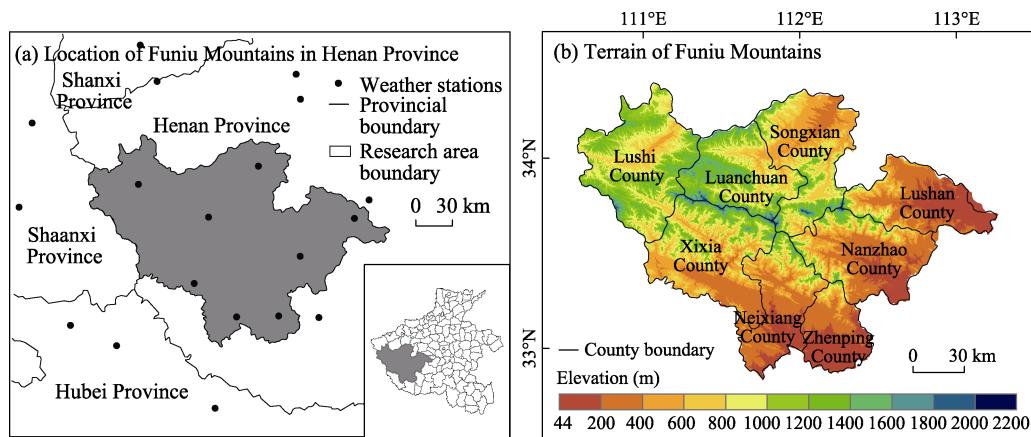 (a) Location of Funiu Mountains in Henan Province
Shanxi
Province
Weather stations
Provincial
boundary
Research area
boundary
Henan Province
0 30 km
Shaanxi
Province
Hubei Province
111°E 112°E 113°E
(b) Terrain of Funiu Mountains
34°N
33°N
Songxian
County
Lushi
County
Luanchuan
County
Lushan
County
Xixia
County
Nanzhao
County
Neixiang
County
Zhenping
County
County boundary
0 30 km
Elevation (m)
44 200 400 600 800 1000 1200 1400 1600 1800 2000 2200